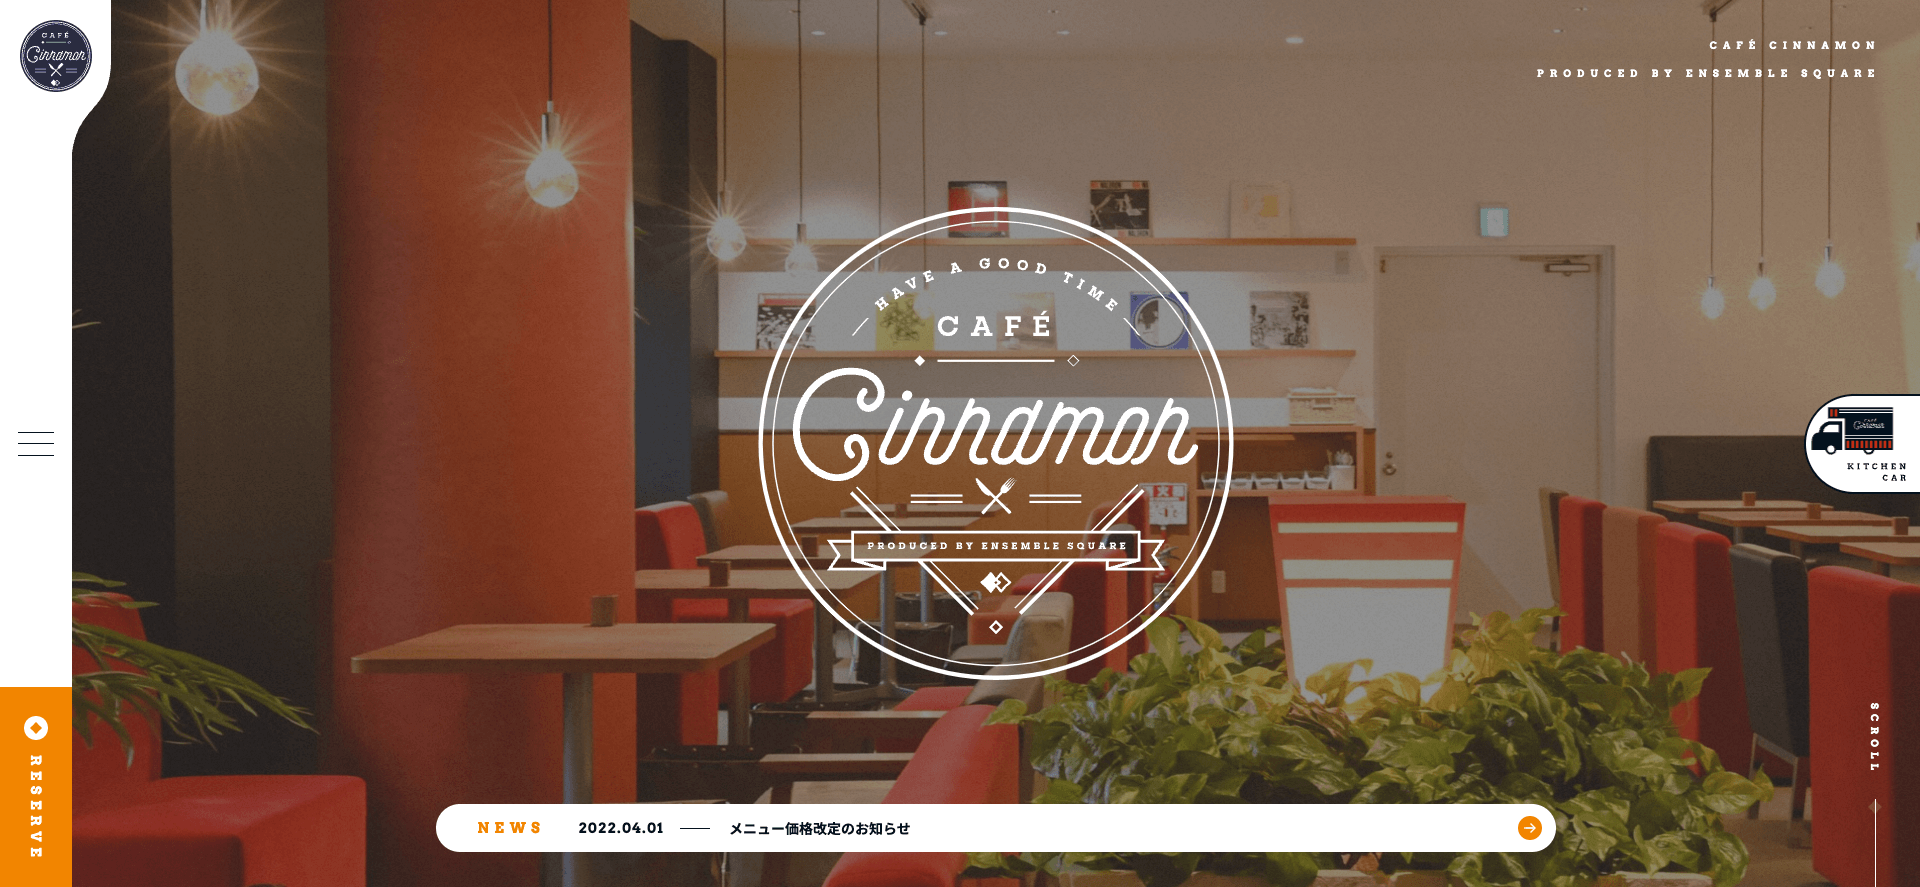 CAFÉ
Cinnamon
CAFÉ CINNAMON
PRODUCED BY ENSEMBLE SQUARE
HAVE A GOOD TIME
CAFÉ
Cinnamon
PRODUCED BY ENSEMBLE SQUARE
CAFÉ
Cinnamon
KITCHEN
CAR
SCROLL
RESERVE
NEWS 2022.04.01 メニュー価格改定のお知らせ